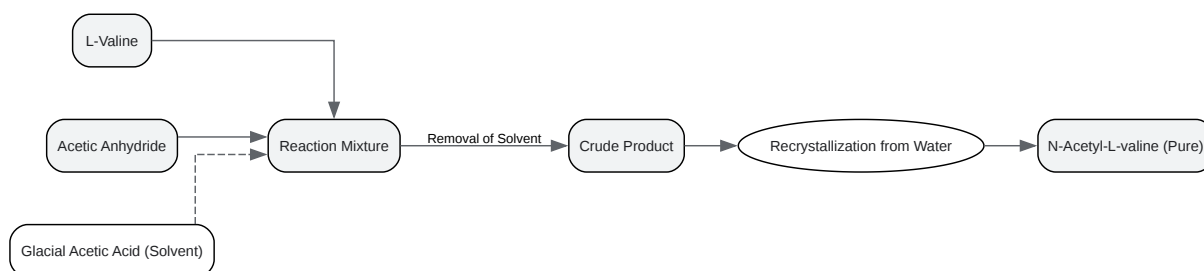 L-Valine
Acetic Anhydride
Reaction Mixture
Removal of Solvent
Crude Product
Recrystallization from Water
N-Acetyl-L-valine (Pure)
Glacial Acetic Acid (Solvent)